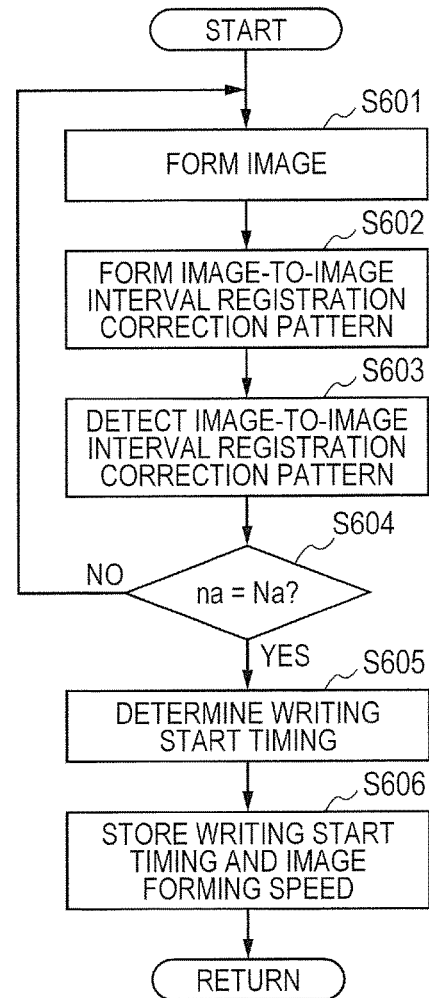 START
S601
FORM IMAGE
S602
FORM IMAGE-TO-IMAGE
INTERVAL REGISTRATION
CORRECTION PATTERN
S603
DETECT IMAGE-TO-IMAGE
INTERVAL REGISTRATION
CORRECTION PATTERN
S604
NO
na = Na?
YES
S605
DETERMINE WRITING
START TIMING
S606
STORE WRITING START
TIMING AND IMAGE
FORMING SPEED
RETURN